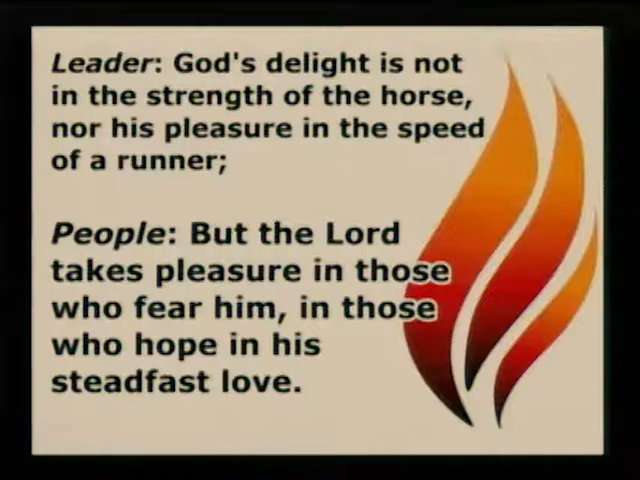 Leader: God's delight is not
in the strength of the horse,
nor his pleasure in the speed
of a runner;
People: But the Lord
takes pleasure in those
who fear him, in those
who hope in his
steadfast love.